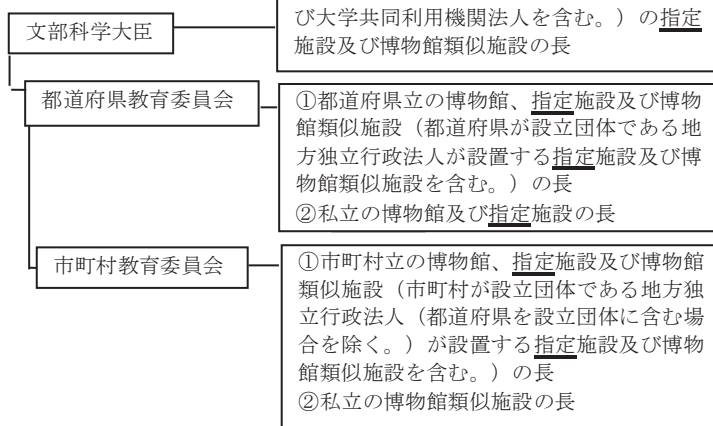 び大学共同利用機関法人を含む。）の指定
施設及び博物館類似施設の長
文部科学大臣
都道府県教育委員会
①都道府県立の博物館、指定施設及び博物
館類似施設（都道府県が設立団体である地
方独立行政法人が設置する指定施設及び博
物館類似施設を含む。）の長
②私立の博物館及び指定施設の長
市町村教育委員会
①市町村立の博物館、指定施設及び博物館
類似施設（市町村が設立団体である地方独
立行政法人（都道府県を設立団体に含む場
合を除く。）が設置する指定施設及び博物
館類似施設を含む。）の長
②私立の博物館類似施設の長